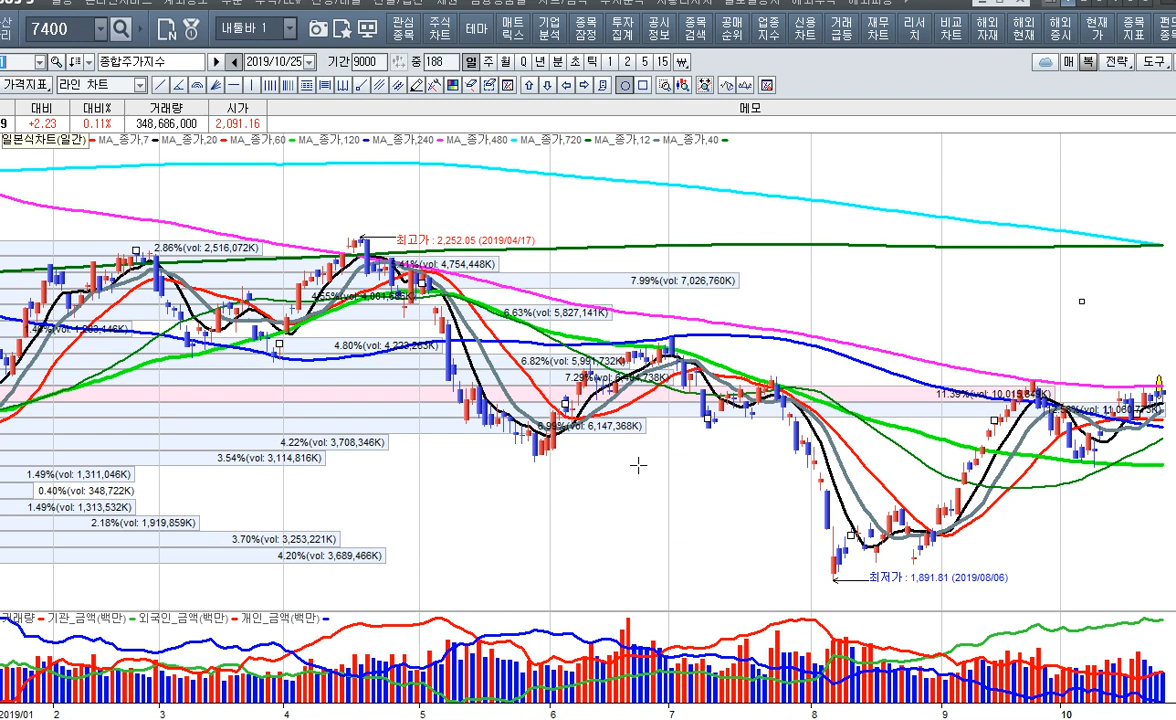 7400
내툴바 1
관심 종목
주식 차트
테마
매트 릭스
기업 분석
종목 잠정
투자 집계
공시 정보
종목 검색
공매 순위
업종 지수
신용 차트
거래 급등
재무 차트
리서 치
비교 차트
해외 자재
해외 현재
해외 증시
해외 차트
현재 가
종목 지표
종합주가지수
2019/10/25
기간 9000
중 188
일 주 월 Q 년 분 초 틱 1 2 5 15
매 복 전략 도구
가격지표
라인 차트
대비 대비% 거래량 시가 메모
9 +2.23 0.11% 348,686,000 2,091.16
일본식차트(일간) MA_종가,7 MA_종가,20 MA_종가,60 MA_종가,120 MA_종가,240 MA_종가,480 MA_종가,720 MA_종가,12 MA_종가,40
최고가 : 2,252.05 (2019/04/17)
2.86%(vol: 2,516,072K)
4,754,448K)
7.99%(vol: 7,026,760K)
6.63%(vol: 5,827,141K)
4.80%(vol: 4,223,263K)
6.82%(vol: 5,991,732K)
11.39%(vol: 10,015,
6,147,368K)
4.22%(vol: 3,708,346K)
3.54%(vol: 3,114,816K)
1.49%(vol: 1,311,046K)
0.40%(vol: 348,722K)
1.49%(vol: 1,313,532K)
2.18%(vol: 1,919,859K)
3.70%(vol: 3,253,221K)
4.20%(vol: 3,689,466K)
최저가 : 1,891.81 (2019/08/06)
거래량 기관_금액(백만) 외국인_금액(백만) 개인_금액(백만)
2019/01 2 3 4 5 6 7 8 9 10